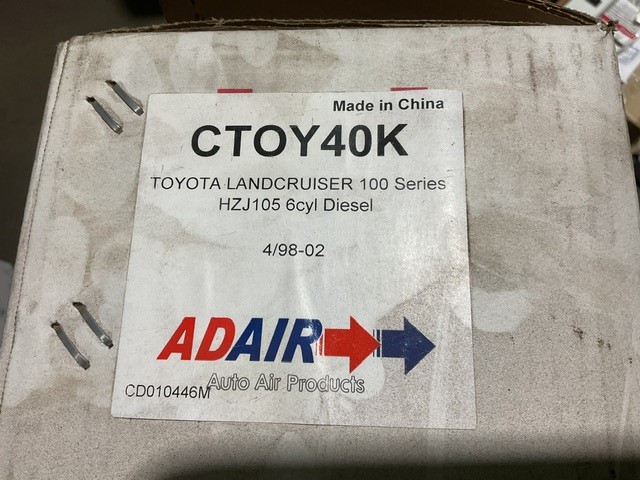 Made in China
CTOY40K
TOYOTA LANDCRUISER 100 Series
HZJ105 6cyl Diesel
4/98-02
ADAIR
Auto Air Products
CD010446M